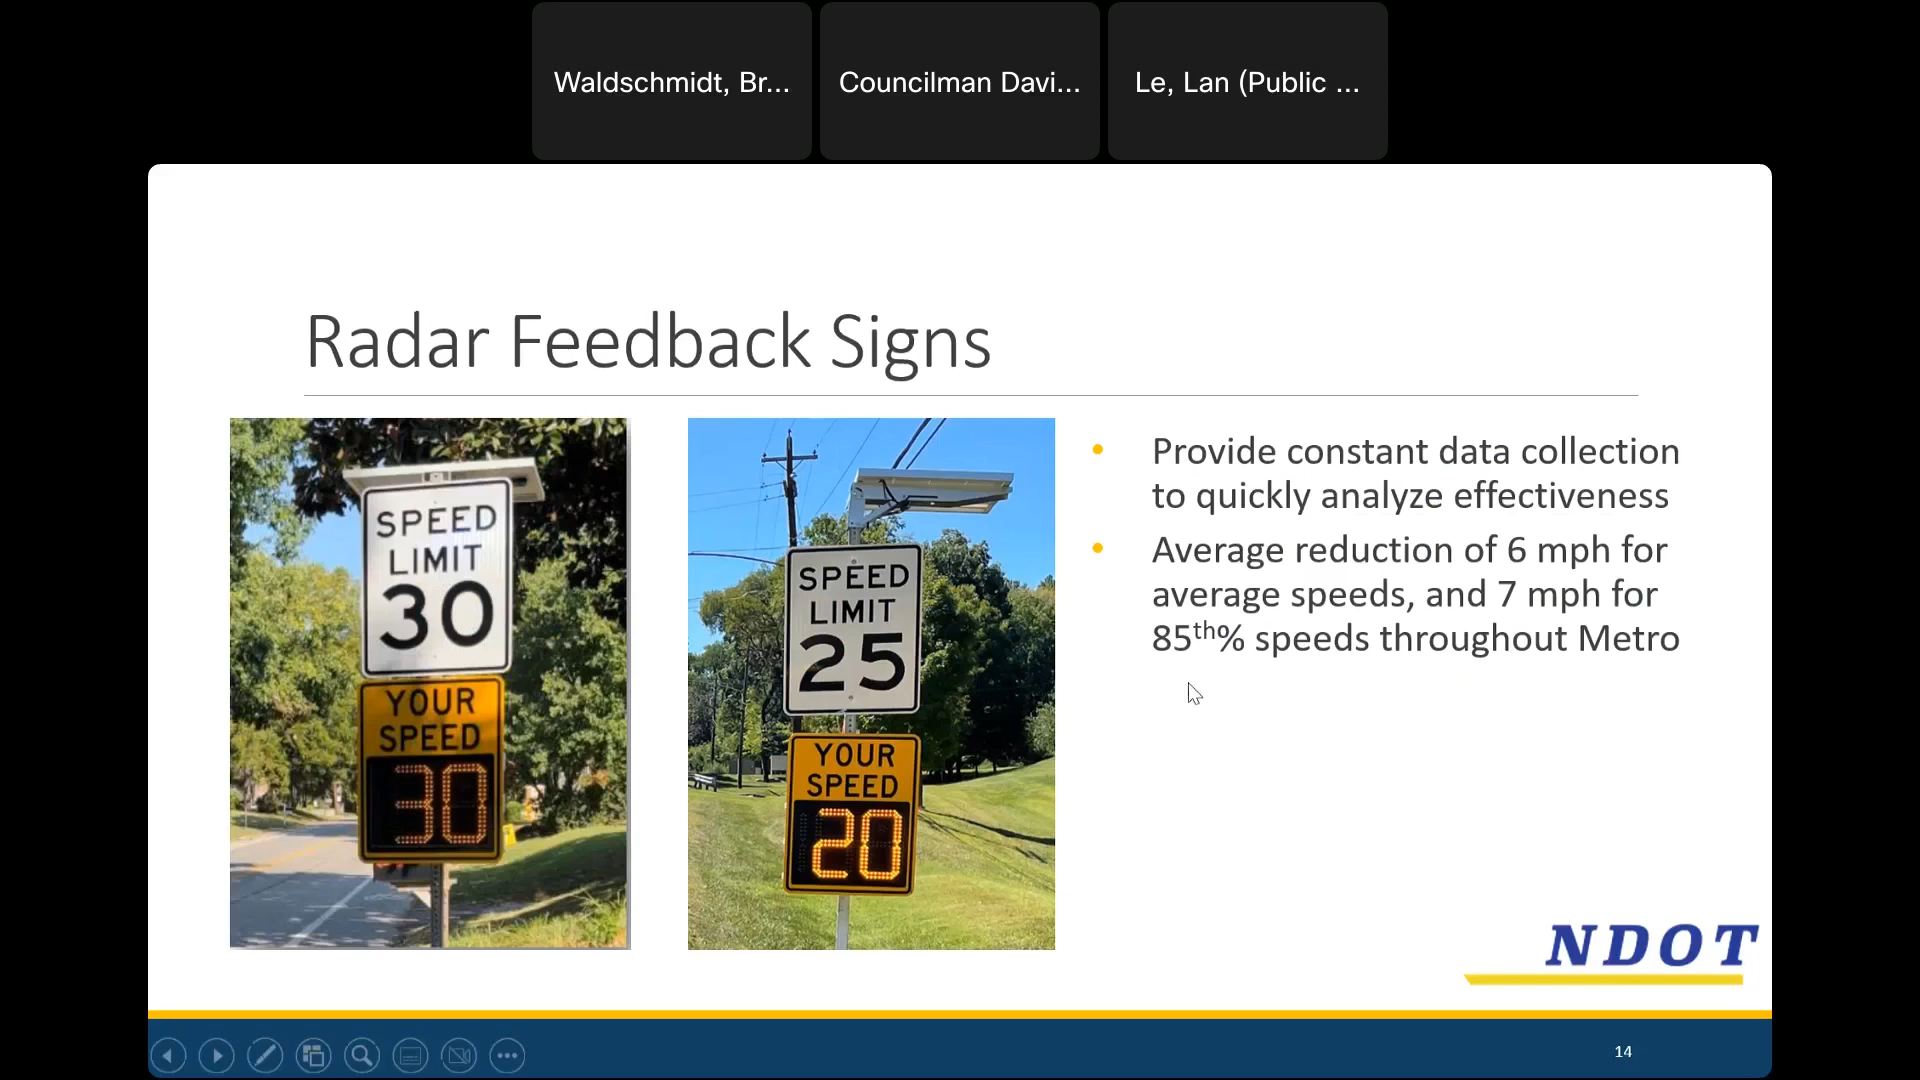 Waldschmidt, Br...
Councilman Davi...
Le, Lan (Public ...
Radar Feedback Signs
SPEED
LIMIT
30
YOUR
SPEED
30
SPEED
LIMIT
25
YOUR
SPEED
20
• Provide constant data collection
to quickly analyze effectiveness
• Average reduction of 6 mph for
average speeds, and 7 mph for
85th% speeds throughout Metro
NDOT
14